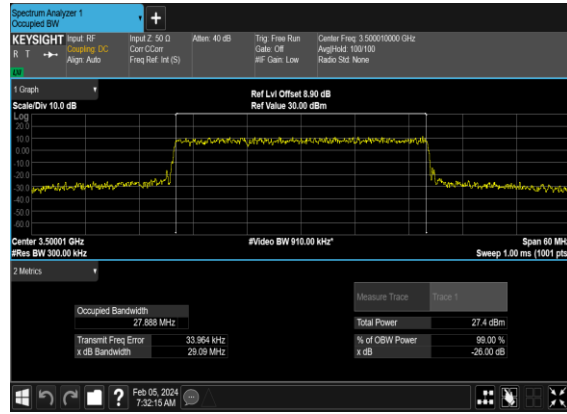 Spectrum Analyzer 1
Occupied BW
+
KEYSIGHT Input: RF Input Z: 50 Ω Atten: 40 dB Trig: Free Run Center Freq: 3.500010000 GHz
R T Coupling: DC Corr CCorr Gate: Off Avg|Hold: 100/100
Align: Auto Freq Ref: Int (S) #IF Gain: Low Radio Std: None
LW
1 Graph
Ref Lvl Offset 8.90 dB
Scale/Div 10.0 dB Ref Value 30.00 dBm
Log
20.0
10.0
0.00
-10.0
-20.0
-30.0
-40.0
-50.0
-60.0
Center 3.50001 GHz #Video BW 910.00 kHz* Span 60 MHz
#Res BW 300.00 kHz Sweep 1.00 ms (1001 pts
2 Metrics
Measure Trace Trace 1
Occupied Bandwidth
27.888 MHz
Total Power 27.4 dBm
Transmit Freq Error 33.964 kHz % of OBW Power 99.00 %
x dB Bandwidth 29.09 MHz x dB -26.00 dB
? Feb 05, 2024
7:32:15 AM